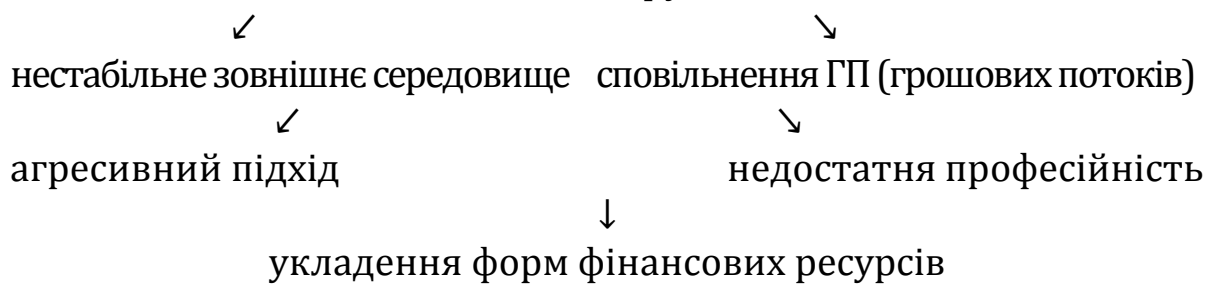 ↙ ↘
нестабільне зовнішнє середовище сповільнення ГП (грошових потоків)
↙ ↘
агресивний підхід недостатня професійність
↓
укладення форм фінансових ресурсів